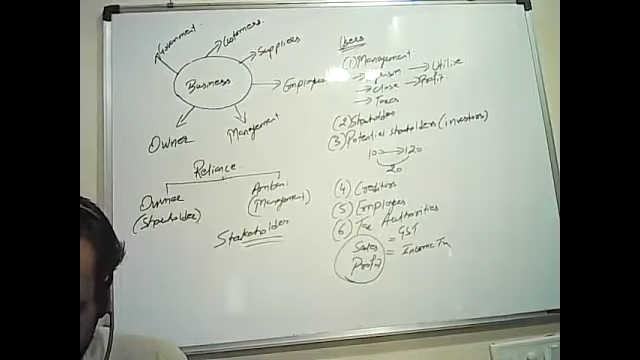 Government
Customers
Suppliers
Business
Employees
Owner
Management
Reliance
Owner
(Shareholder)
Ambani
(Management)
Stakeholder
Users
(1) Management
→ Utilise
→ Close → Profit
→ Taxes
(2) Stakeholders
(3) Potential stakeholders (investors)
100 → 120
20
(4) Creditors
(5) Employees
(6) Tax Authorities
Sales = GST
Profit = Income Tax